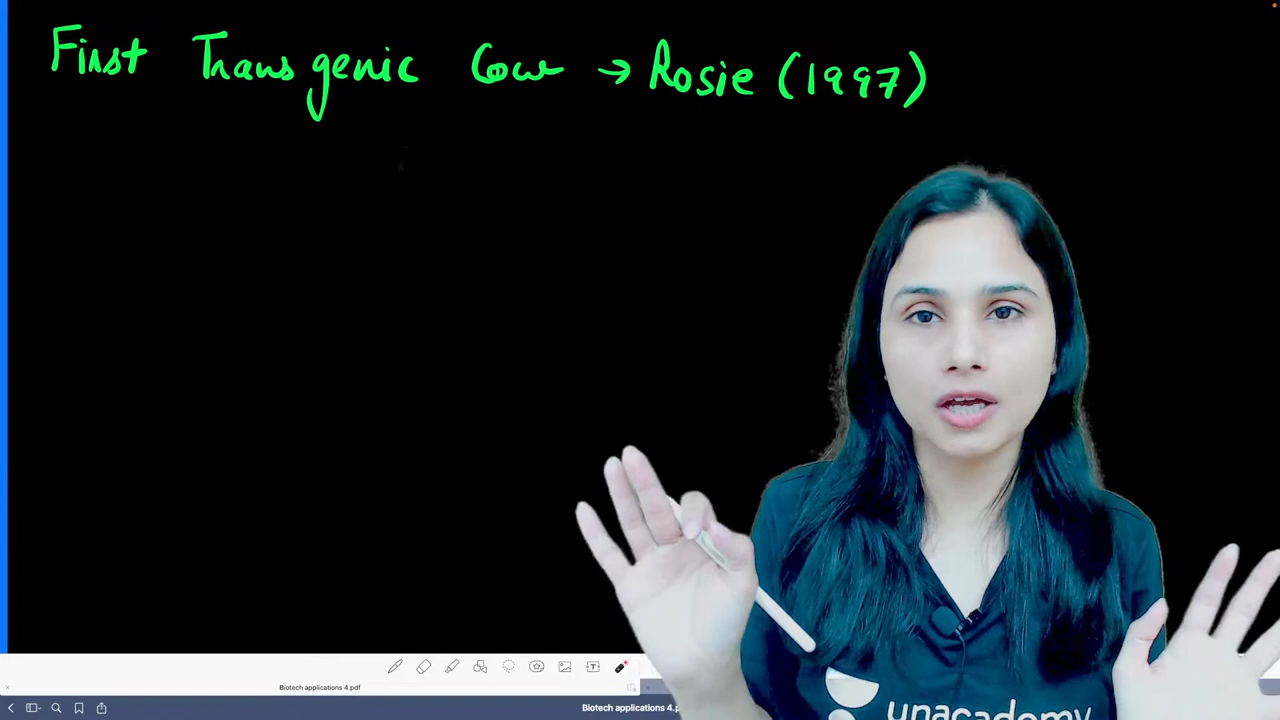 First Transgenic Cow → Rosie (1997)
unacademy
Biotech applications 4.pdf
Biotech applications 4.p